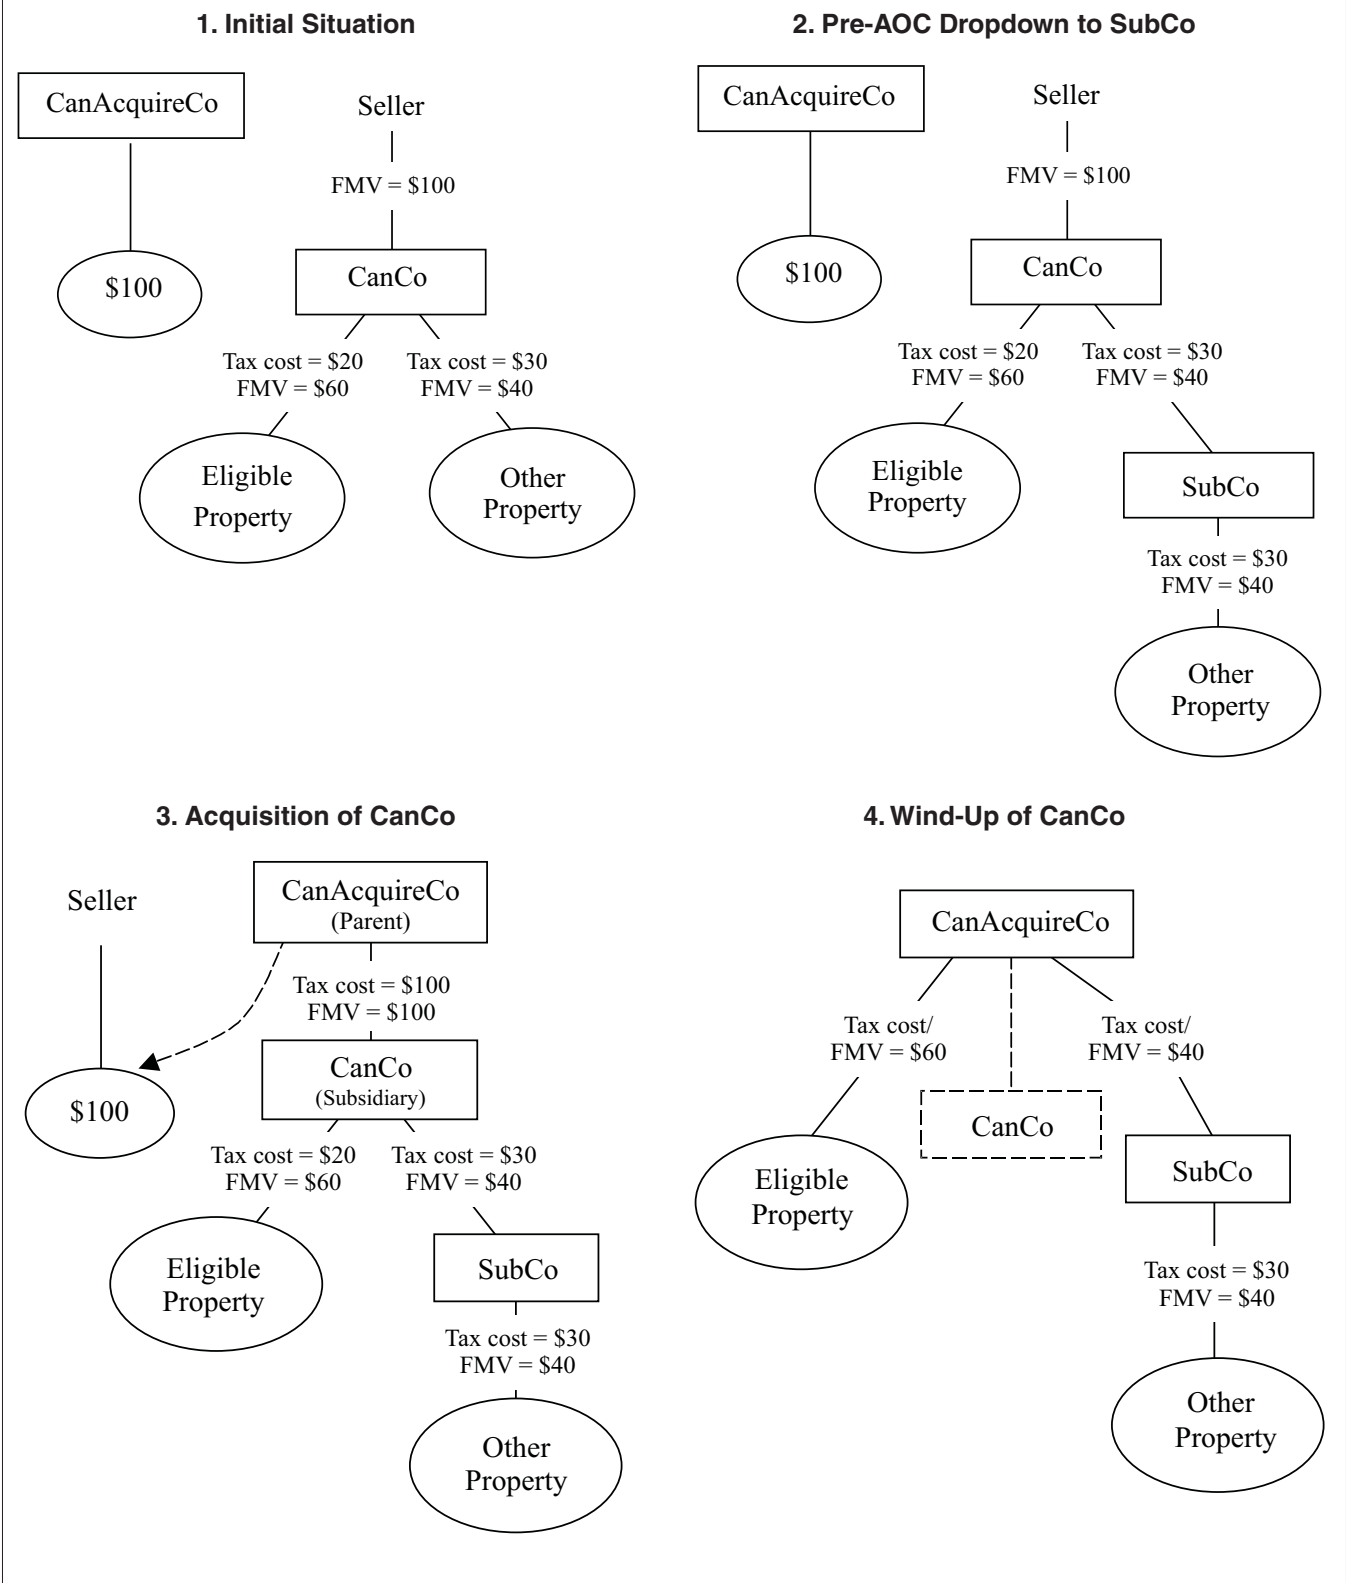 1. Initial Situation
CanAcquireCo
$100
Seller
FMV = $100
CanCo
Tax cost = $20
FMV = $60
Eligible
Property
Tax cost = $30
FMV = $40
Other
Property
2. Pre-AOC Dropdown to SubCo
CanAcquireCo
$100
Seller
FMV = $100
CanCo
Tax cost = $20
FMV = $60
Eligible
Property
Tax cost = $30
FMV = $40
SubCo
Tax cost = $30
FMV = $40
Other
Property
3. Acquisition of CanCo
Seller
$100
CanAcquireCo
(Parent)
Tax cost = $100
FMV = $100
CanCo
(Subsidiary)
Tax cost = $20
FMV = $60
Eligible
Property
Tax cost = $30
FMV = $40
SubCo
Tax cost = $30
FMV = $40
Other
Property
4. Wind-Up of CanCo
CanAcquireCo
Tax cost/
FMV = $60
Eligible
Property
CanCo
Tax cost/
FMV = $40
SubCo
Tax cost = $30
FMV = $40
Other
Property